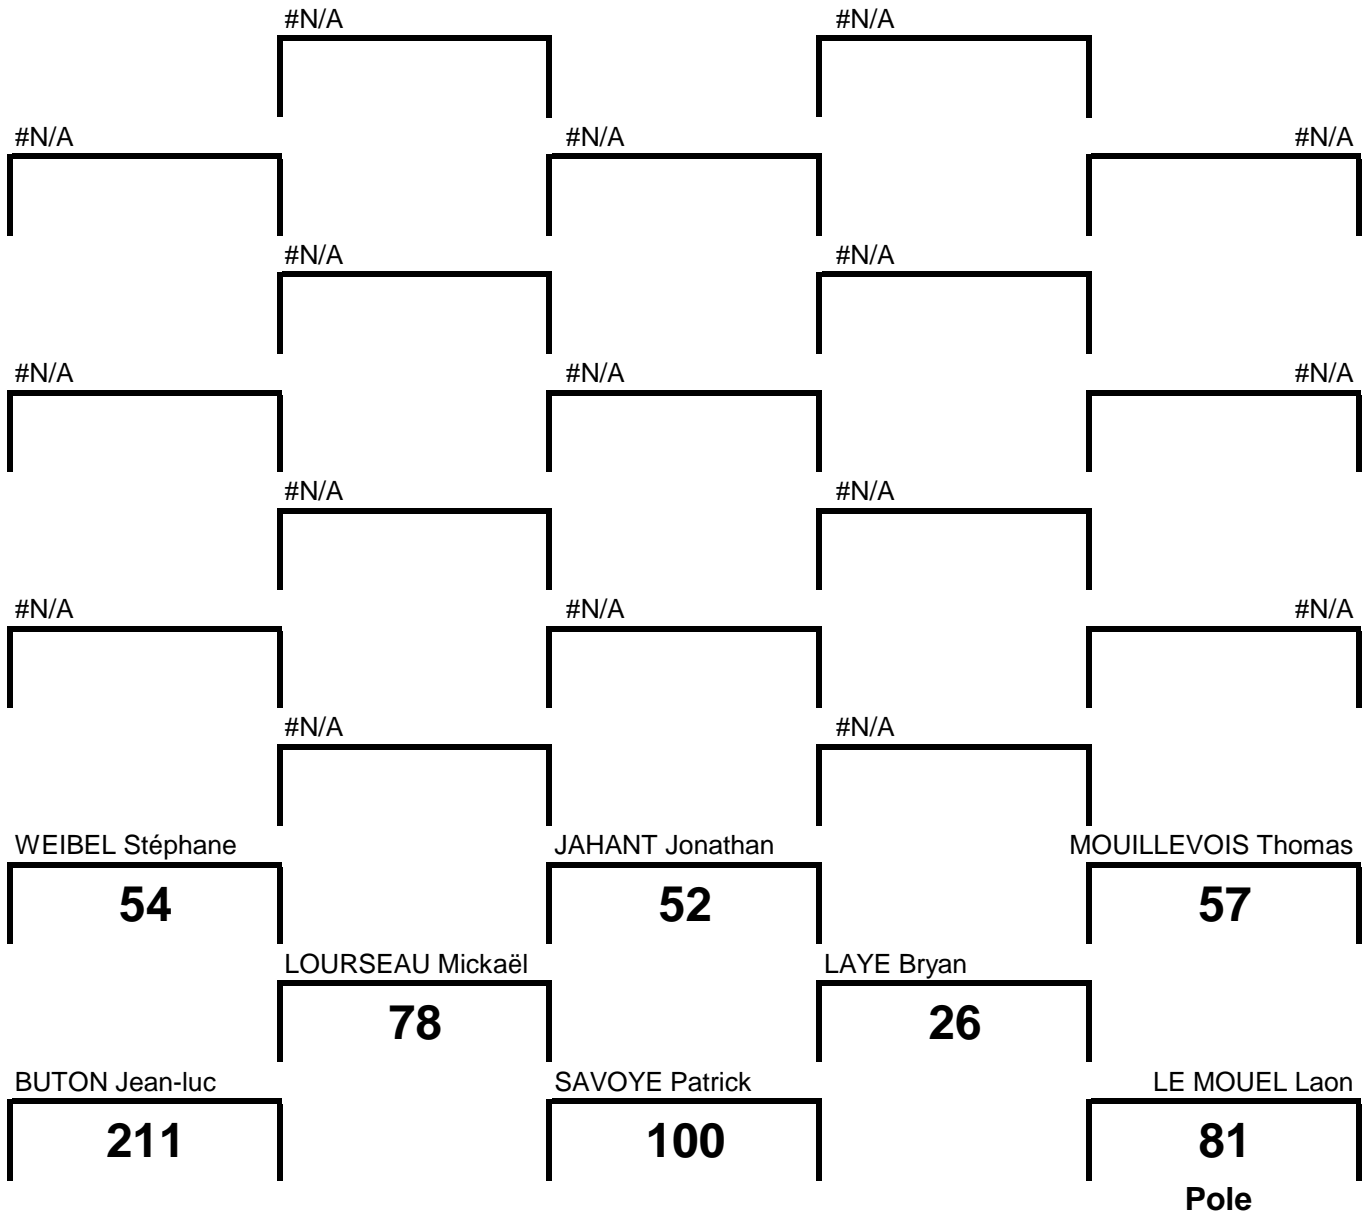 #N/A #N/A
#N/A #N/A #N/A
#N/A #N/A
#N/A #N/A #N/A
#N/A #N/A
#N/A #N/A #N/A
#N/A #N/A
WEIBEL Stéphane JAHANT Jonathan MOUILLEVOIS Thomas
54 52 57
LOURSEAU Mickaël LAYE Bryan
78 26
BUTON Jean-luc SAVOYE Patrick LE MOUEL Laon
211 100 81
Pole